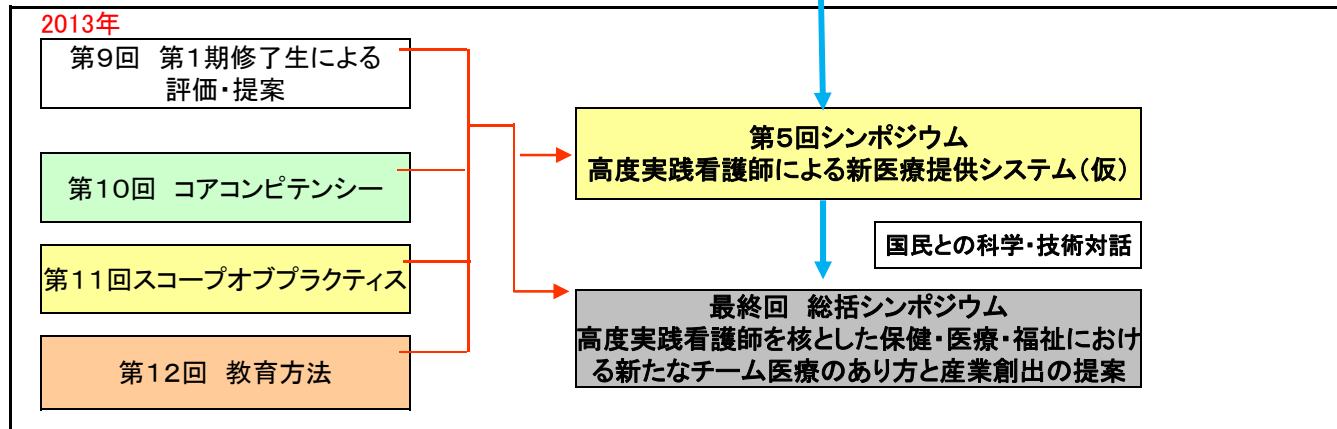 2013年
第9回　第1期修了生による
評価・提案
第10回　コアコンピテンシー
第11回スコープオブプラクティス
第12回　教育方法
第5回シンポジウム
高度実践看護師による新医療提供システム（仮）
国民との科学・技術対話
最終回　総括シンポジウム
高度実践看護師を核とした保健・医療・福祉におけ
る新たなチーム医療のあり方と産業創出の提案